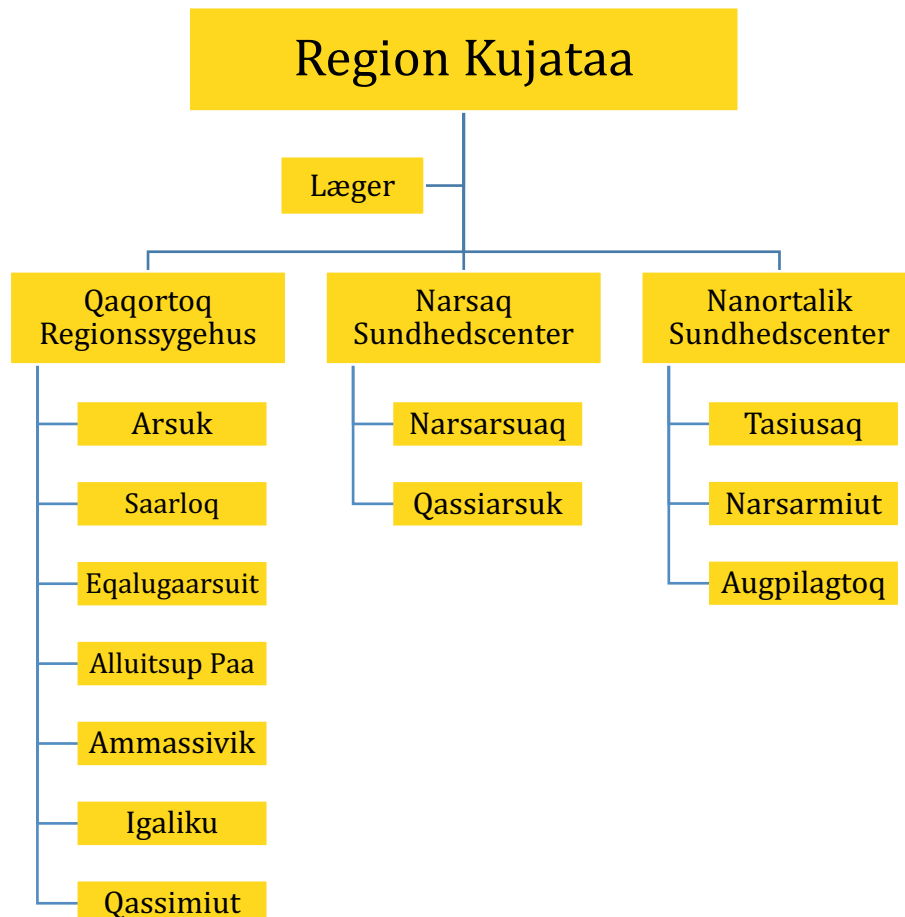 Region Kujataa
Læger
Qaqortoq
Regionssygehus
Arsuk
Saarloq
Eqalugaarsuit
Alluitsup Paa
Ammassivik
Igaliku
Qassimiut
Narsaq
Sundhedscenter
Narsarsuaq
Qassiarsuk
Nanortalik
Sundhedscenter
Tasiusaq
Narsarmiut
Augpilagtoq